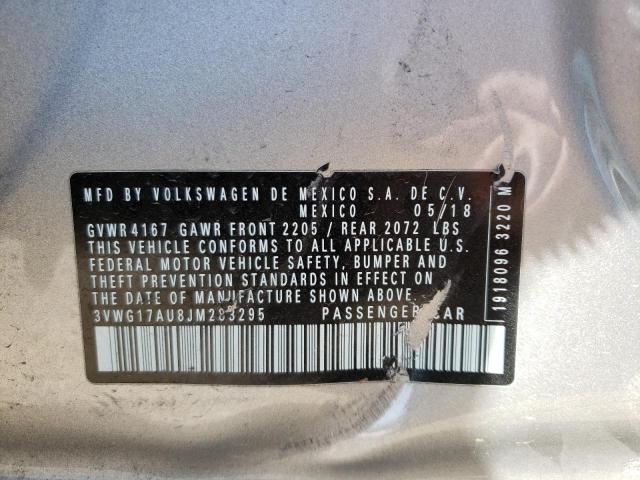 MFD BY VOLKSWAGEN DE MEXICO S.A. DE C.V.
MEXICO 05/18
GVWR4167 GAWR FRONT 2205 / REAR 2072 LBS
THIS VEHICLE CONFORMS TO ALL APPLICABLE U.S.
FEDERAL MOTOR VEHICLE SAFETY, BUMPER AND
THEFT PREVENTION STANDARDS IN EFFECT ON
THE DATE OF MANUFACTURE SHOWN ABOVE.
3VWG17AU8JM283295 PASSENGER CAR
1918096 3220 M